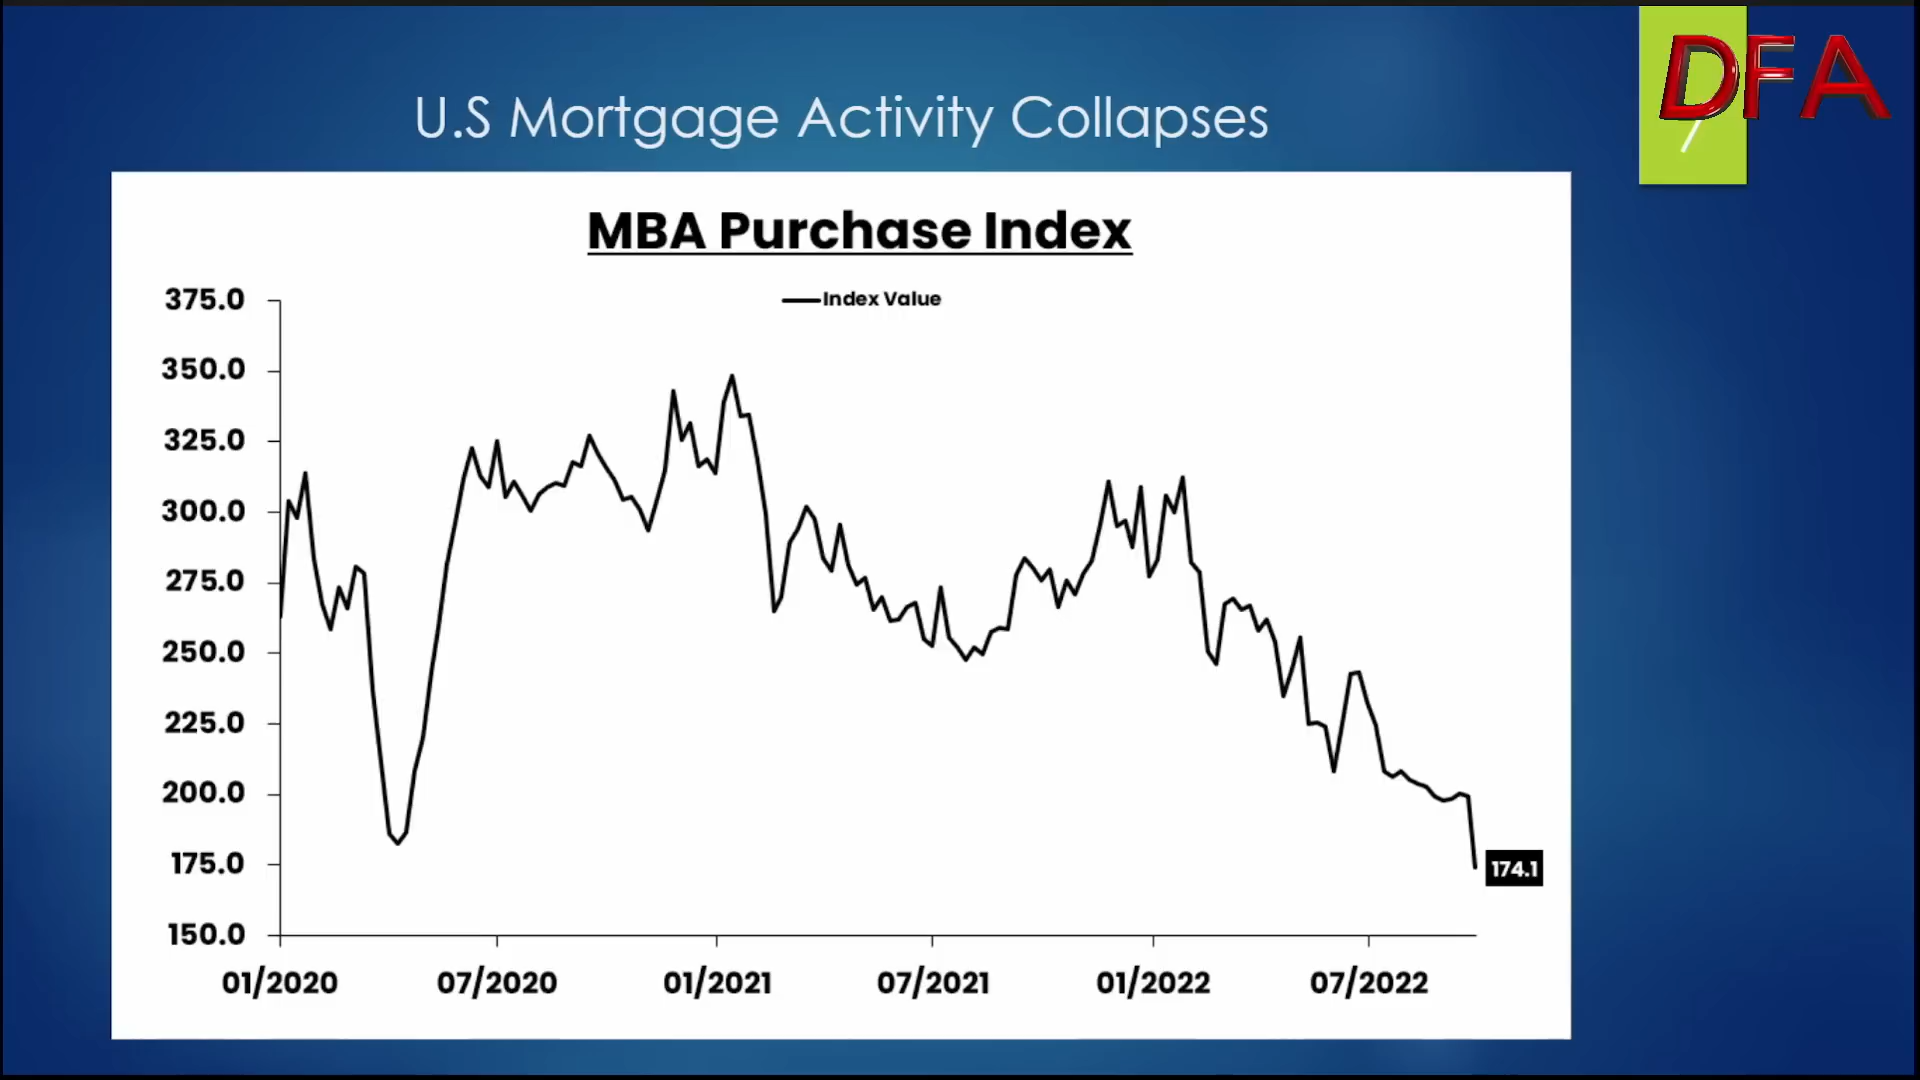 DFA
U.S Mortgage Activity Collapses
MBA Purchase Index
Index Value
375.0
350.0
325.0
300.0
275.0
250.0
225.0
200.0
175.0
150.0
174.1
01/2020 07/2020 01/2021 07/2021 01/2022 07/2022